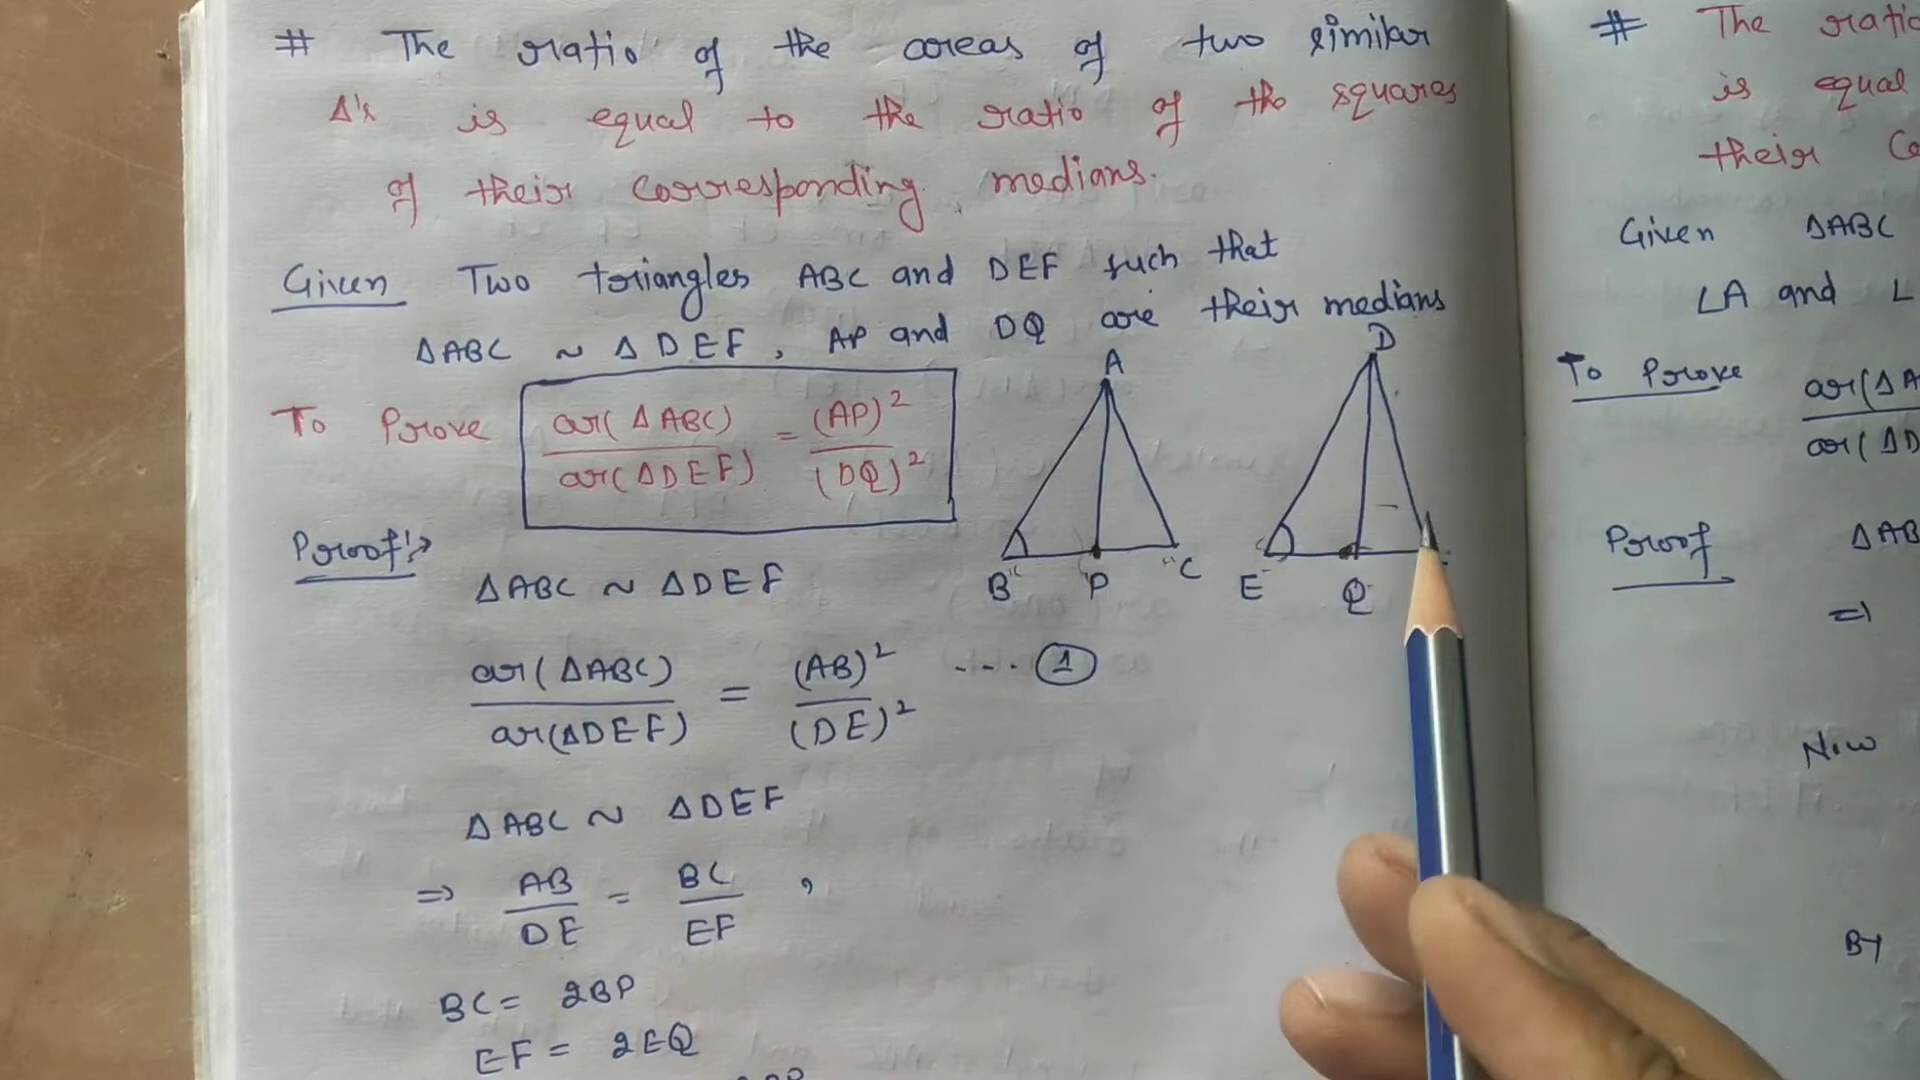 # The ratio of the areas of two similar
Δ's is equal to the ratio of the squares
of their corresponding medians.
Given Two triangles ABC and DEF such that
ΔABC ~ ΔDEF, AP and DQ are their medians
To Prove ar(ΔABC) / ar(ΔDEF) = (AP)² / (DQ)²
A
D
B P C
E Q
Proof:→
ΔABC ~ ΔDEF
ar(ΔABC) / ar(ΔDEF) = (AB)² / (DE)² ---- ①
ΔABC ~ ΔDEF
⇒ AB / DE = BC / EF ,
BC = 2BP
EF = 2EQ
# The
is equal
their
Given ΔABC
∠A and
To Prove
Proof
⇒
Now
By